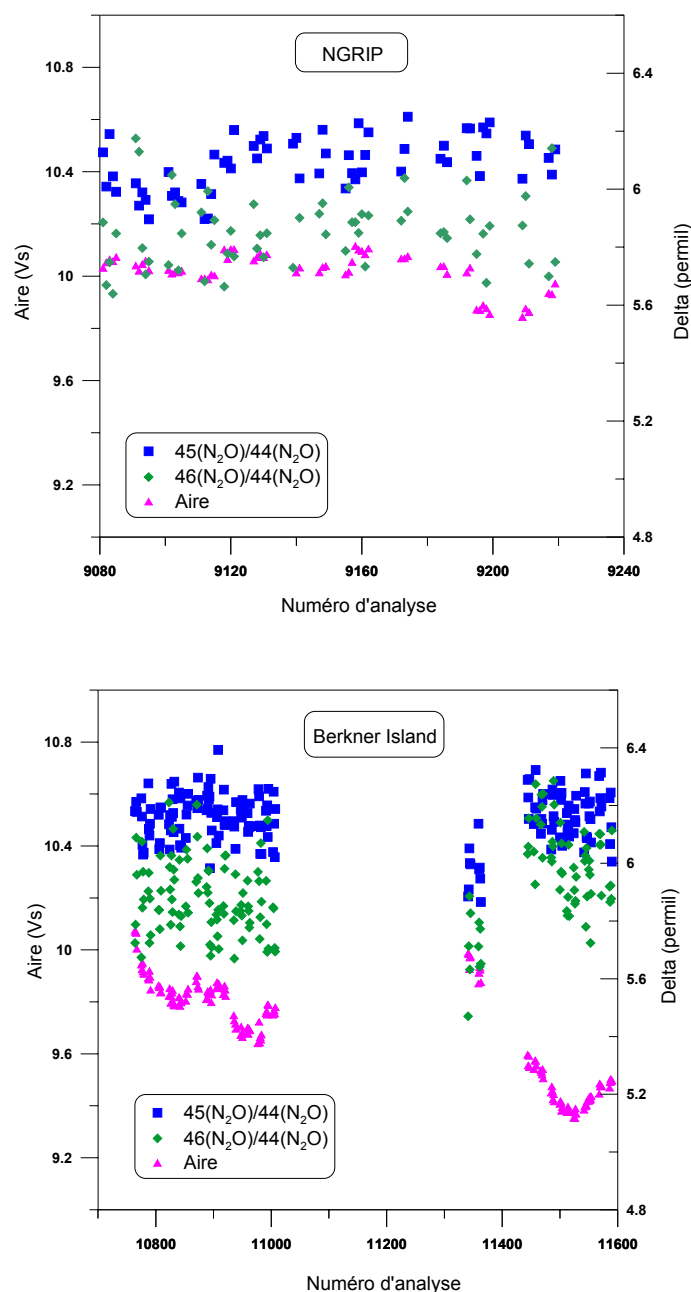 NGRIP
10.8
10.4
10
9.6
9.2
Aire (Vs)
6.4
6
5.6
5.2
4.8
Delta (permil)
45(N₂O)/44(N₂O)
46(N₂O)/44(N₂O)
Aire
9080
9120
9160
9200
9240
Numéro d'analyse
Berkner Island
10.8
10.4
10
9.6
9.2
Aire (Vs)
6.4
6
5.6
5.2
4.8
Delta (permil)
45(N₂O)/44(N₂O)
46(N₂O)/44(N₂O)
Aire
10800
11000
11200
11400
11600
Numéro d'analyse